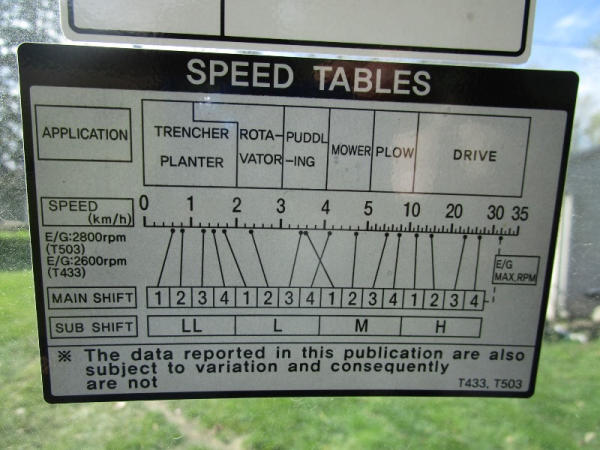 SPEED TABLES
APPLICATION
TRENCHER
PLANTER
ROTA-
VATOR
PUDDL
-ING
MOWER
PLOW
DRIVE
SPEED
(km/h)
0 1 2 3 4 5 10 20 30 35
E/G:2800rpm
(T503)
E/G:2600rpm
(T433)
E/G
MAX.RPM
MAIN SHIFT 1 2 3 4 1 2 3 4 1 2 3 4 1 2 3 4
SUB SHIFT LL L M H
※ The data reported in this publication are also
subject to variation and consequently
are not
T433, T503